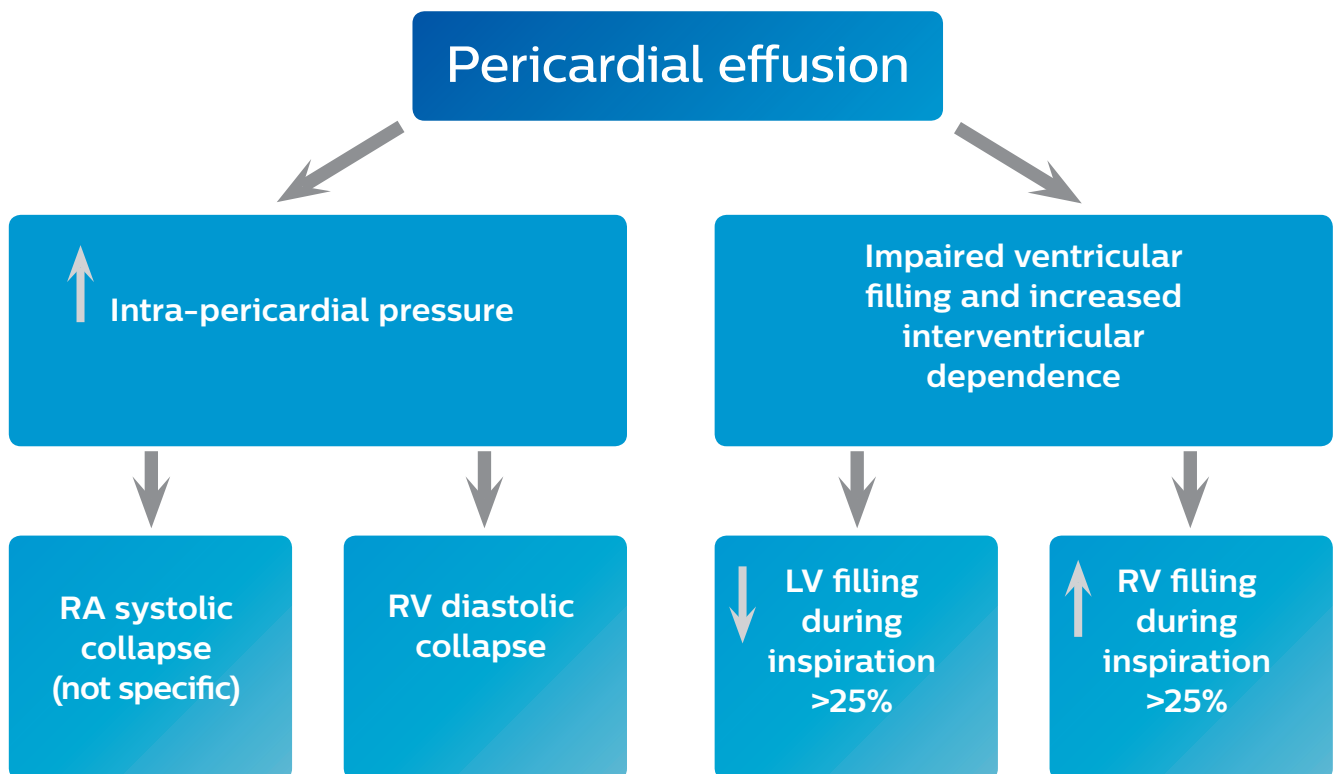 Pericardial effusion
Intra-pericardial pressure
Impaired ventricular
filling and increased
interventricular
dependence
RA systolic
collapse
(not specific)
RV diastolic
collapse
LV filling
during
inspiration
>25%
RV filling
during
inspiration
>25%